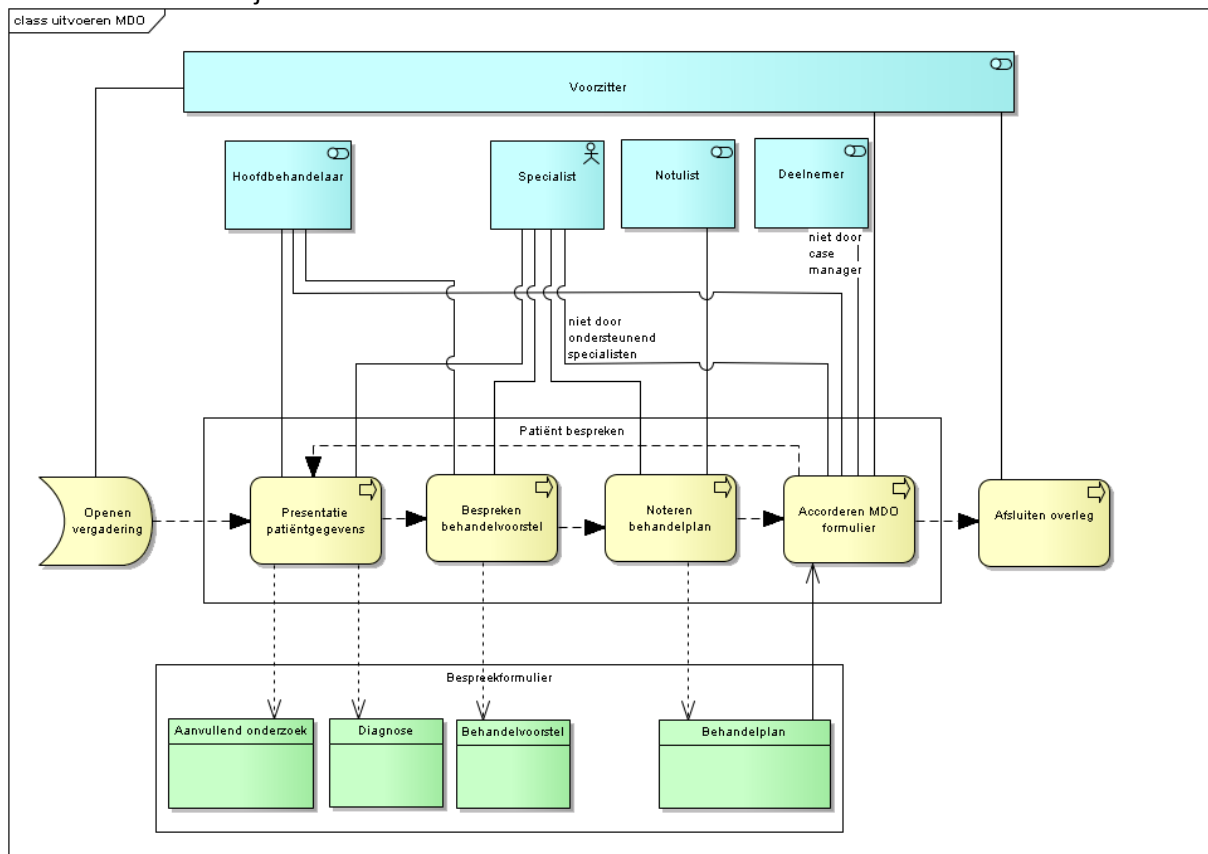 class uitvoeren MDO
Voorzitter
Hoofdbehandelaar
Specialist
Notulist
Deelnemer
niet door
case
manager
niet door
ondersteunend
specialisten
Patiënt bespreken
Openen
vergadering
Presentatie
patiëntgegevens
Bespreken
behandelvoorstel
Noteren
behandelplan
Accorderen MDO
formulier
Afsluiten overleg
Bespreekformulier
Aanvullend onderzoek
Diagnose
Behandelvoorstel
Behandelplan